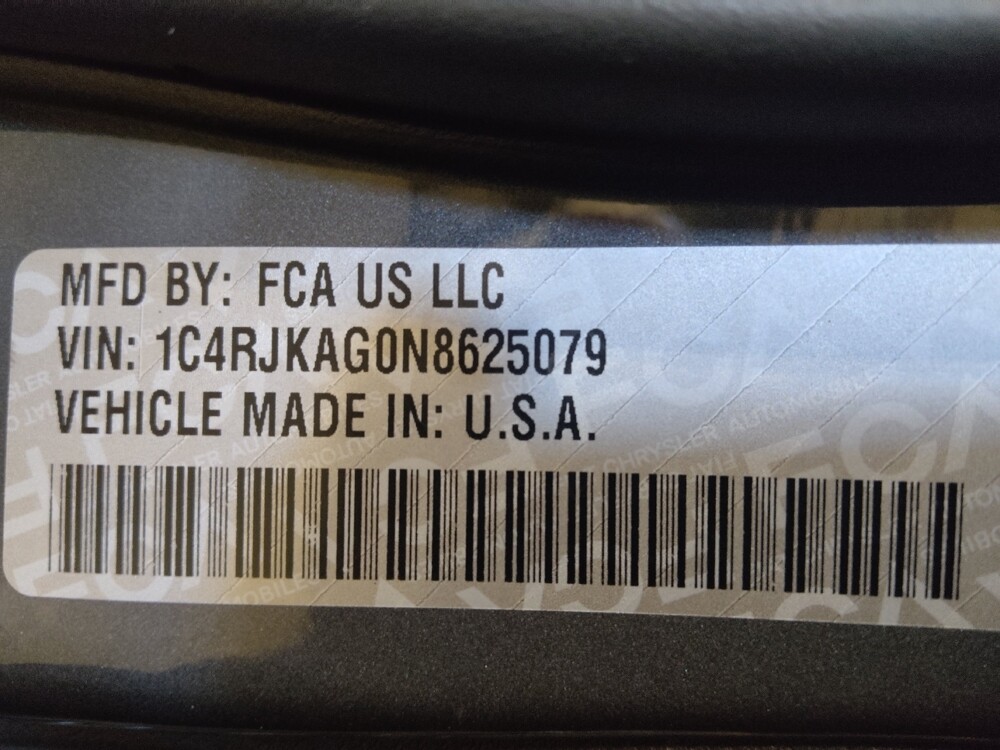 MFD BY: FCA US LLC
VIN: 1C4RJKAG0N8625079
VEHICLE MADE IN: U.S.A.